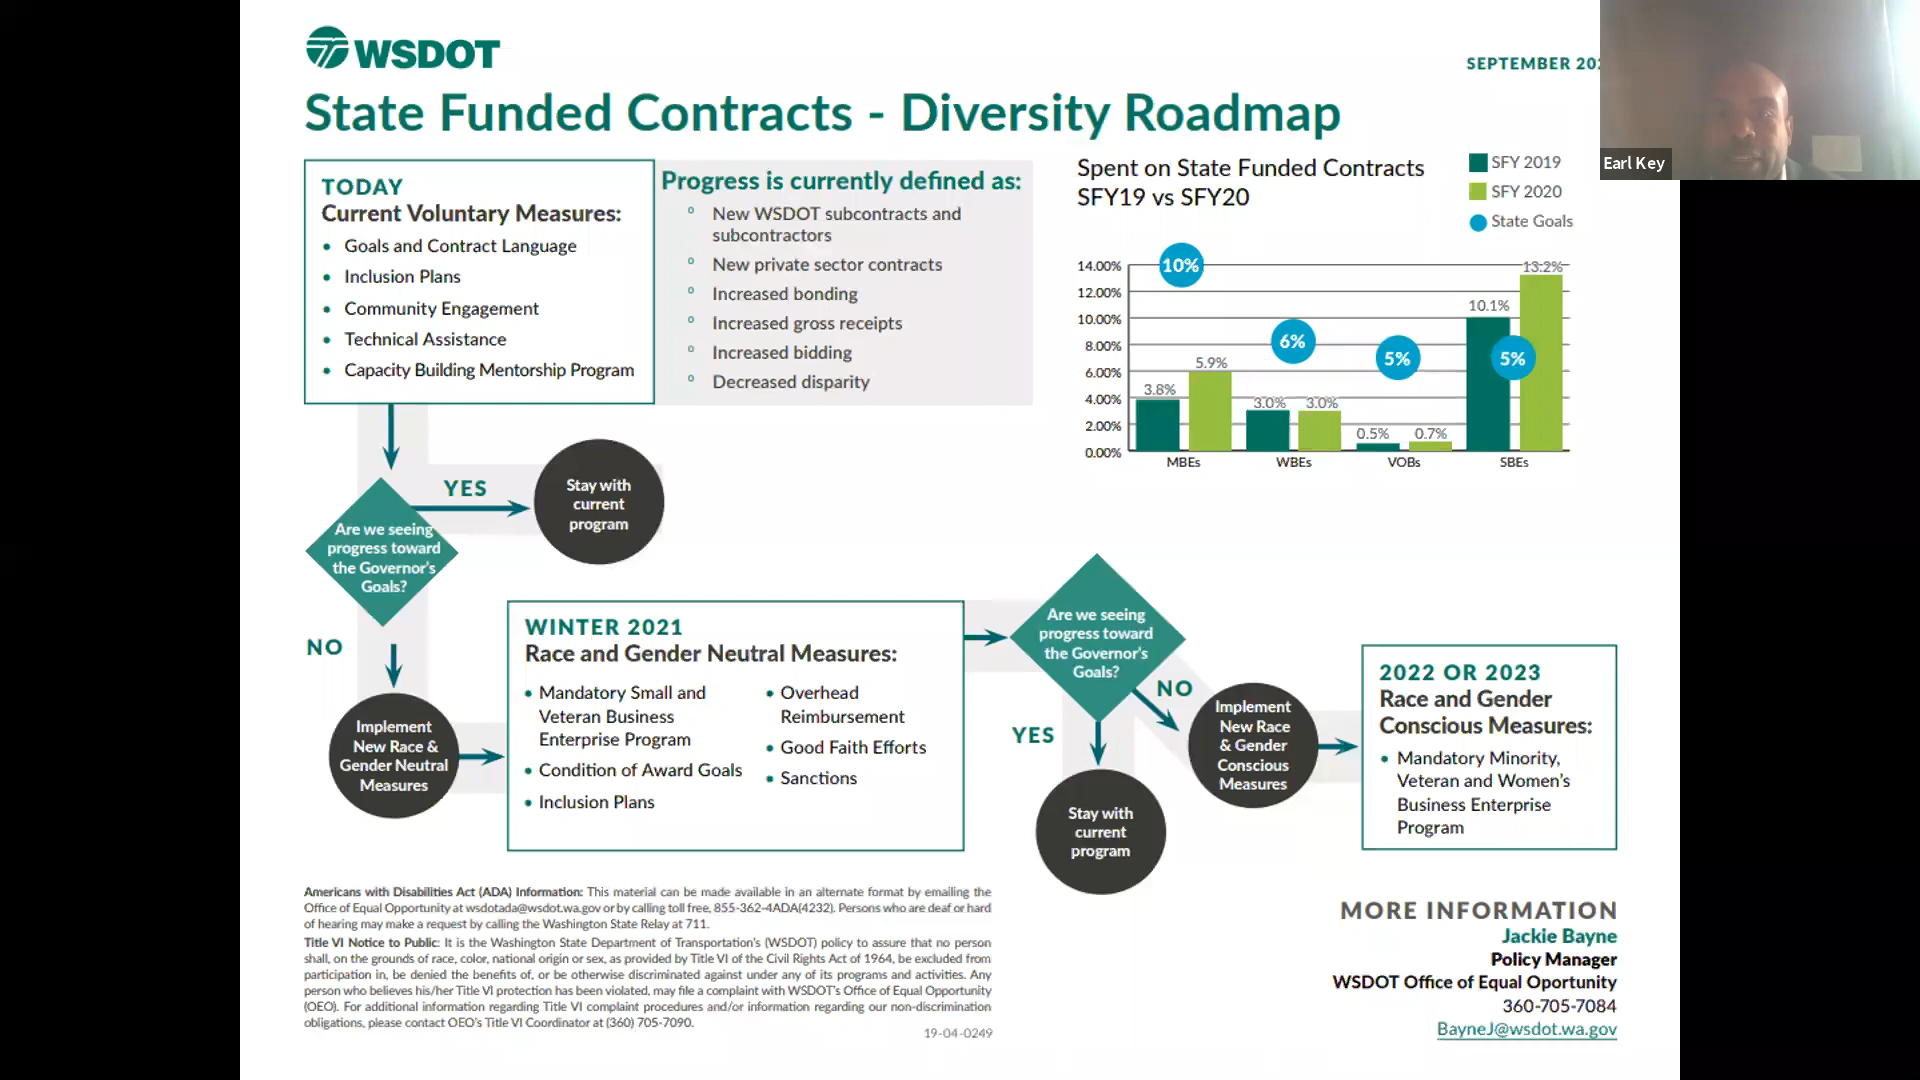 WSDOT
SEPTEMBER
State Funded Contracts - Diversity Roadmap
Earl Key
TODAY
Current Voluntary Measures:
• Goals and Contract Language
• Inclusion Plans
• Community Engagement
• Technical Assistance
• Capacity Building Mentorship Program
Progress is currently defined as:
° New WSDOT subcontracts and
subcontractors
° New private sector contracts
° Increased bonding
° Increased gross receipts
° Increased bidding
° Decreased disparity
Spent on State Funded Contracts
SFY19 vs SFY20
SFY 2019
SFY 2020
State Goals
14.00%
12.00%
10.00%
8.00%
6.00%
4.00%
2.00%
0.00%
10%
6%
5%
5%
3.8%
5.9%
3.0%
3.0%
0.5%
0.7%
10.1%
13.2%
MBEs
WBEs
VOBs
SBEs
YES
Stay with
current
program
Are we seeing
progress toward
the Governor's
Goals?
NO
Implement
New Race &
Gender Neutral
Measures
WINTER 2021
Race and Gender Neutral Measures:
• Mandatory Small and
Veteran Business
Enterprise Program
• Condition of Award Goals
• Inclusion Plans
• Overhead
Reimbursement
• Good Faith Efforts
• Sanctions
Are we seeing
progress toward
the Governor's
Goals?
NO
YES
Stay with
current
program
Implement
New Race
& Gender
Conscious
Measures
2022 OR 2023
Race and Gender
Conscious Measures:
• Mandatory Minority,
Veteran and Women's
Business Enterprise
Program
Americans with Disabilities Act (ADA) Information: This material can be made available in an alternate format by emailing the
Office of Equal Opportunity at wsdotada@wsdot.wa.gov or by calling toll free, 855-362-4ADA(4232). Persons who are deaf or hard
of hearing may make a request by calling the Washington State Relay at 711.
Title VI Notice to Public: It is the Washington State Department of Transportation's (WSDOT) policy to assure that no person
shall, on the grounds of race, color, national origin or sex, as provided by Title VI of the Civil Rights Act of 1964, be excluded from
participation in, be denied the benefits of, or be otherwise discriminated against under any of its programs and activities. Any
person who believes his/her Title VI protection has been violated, may file a complaint with WSDOT's Office of Equal Opportunity
(OEO). For additional information regarding Title VI complaint procedures and/or information regarding our non-discrimination
obligations, please contact OEO's Title VI Coordinator at (360) 705-7090.
19-04-0249
MORE INFORMATION
Jackie Bayne
Policy Manager
WSDOT Office of Equal Oportunity
360-705-7084
BayneJ@wsdot.wa.gov